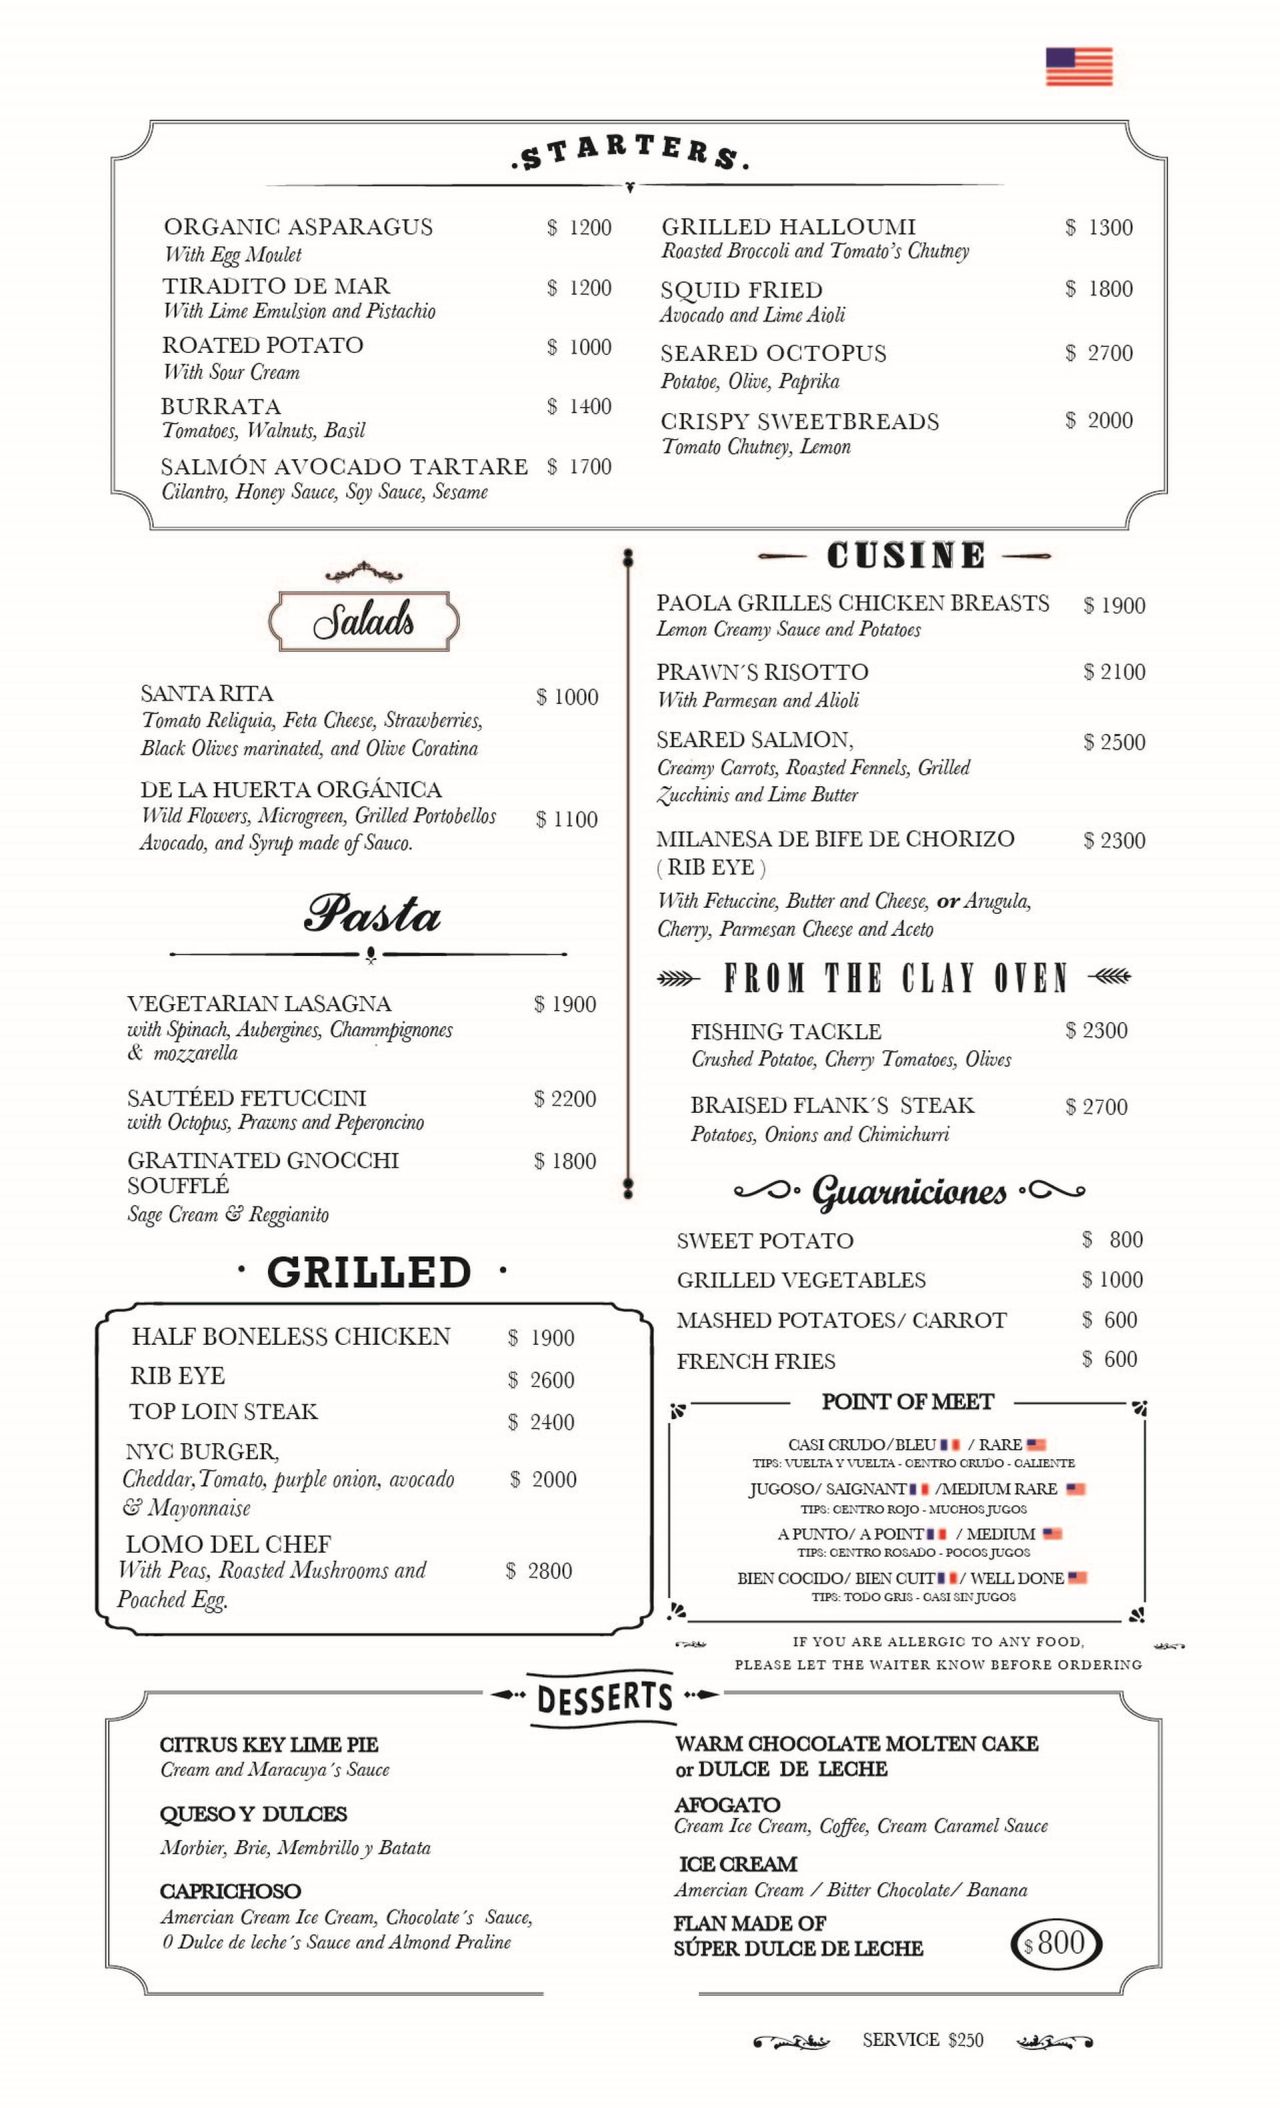 .STARTERS.
ORGANIC ASPARAGUS $ 1200
With Egg Moulet
TIRADITO DE MAR $ 1200
With Lime Emulsion and Pistachio
ROATED POTATO $ 1000
With Sour Cream
BURRATA $ 1400
Tomatoes, Walnuts, Basil
SALMÓN AVOCADO TARTARE $ 1700
Cilantro, Honey Sauce, Soy Sauce, Sesame
GRILLED HALLOUMI $ 1300
Roasted Broccoli and Tomato's Chutney
SQUID FRIED $ 1800
Avocado and Lime Aioli
SEARED OCTOPUS $ 2700
Potatoe, Olive, Paprika
CRISPY SWEETBREADS $ 2000
Tomato Chutney, Lemon
Salads
SANTA RITA $ 1000
Tomato Reliquia, Feta Cheese, Strawberries,
Black Olives marinated, and Olive Coratina
DE LA HUERTA ORGÁNICA
Wild Flowers, Microgreen, Grilled Portobellos $ 1100
Avocado, and Syrup made of Sauco.
Pasta
VEGETARIAN LASAGNA $ 1900
with Spinach, Aubergines, Chammpignones
& mozzarella
SAUTÉED FETUCCINI $ 2200
with Octopus, Prawns and Peperoncino
GRATINATED GNOCCHI $ 1800
SOUFFLÉ
Sage Cream & Reggianito
· GRILLED ·
HALF BONELESS CHICKEN $ 1900
RIB EYE $ 2600
TOP LOIN STEAK $ 2400
NYC BURGER,
Cheddar, Tomato, purple onion, avocado $ 2000
& Mayonnaise
LOMO DEL CHEF
With Peas, Roasted Mushrooms and $ 2800
Poached Egg.
CUSINE
PAOLA GRILLES CHICKEN BREASTS $ 1900
Lemon Creamy Sauce and Potatoes
PRAWN´S RISOTTO $ 2100
With Parmesan and Alioli
SEARED SALMON, $ 2500
Creamy Carrots, Roasted Fennels, Grilled
Zucchinis and Lime Butter
MILANESA DE BIFE DE CHORIZO $ 2300
( RIB EYE )
With Fetuccine, Butter and Cheese, or Arugula,
Cherry, Parmesan Cheese and Aceto
FROM THE CLAY OVEN
FISHING TACKLE $ 2300
Crushed Potatoe, Cherry Tomatoes, Olives
BRAISED FLANK´S STEAK $ 2700
Potatoes, Onions and Chimichurri
Guarniciones
SWEET POTATO $ 800
GRILLED VEGETABLES $ 1000
MASHED POTATOES/ CARROT $ 600
FRENCH FRIES $ 600
POINT OF MEET
CASI CRUDO/BLEU / RARE
TIPS: VUELTA Y VUELTA - CENTRO CRUDO - CALIENTE
JUGOSO/ SAIGNANT /MEDIUM RARE
TIPS: CENTRO ROJO - MUCHOS JUGOS
A PUNTO/ A POINT / MEDIUM
TIPS: CENTRO ROSADO - POCOS JUGOS
BIEN COCIDO/ BIEN CUIT / WELL DONE
TIPS: TODO GRIS - CASI SIN JUGOS
IF YOU ARE ALLERGIC TO ANY FOOD,
PLEASE LET THE WAITER KNOW BEFORE ORDERING
DESSERTS
CITRUS KEY LIME PIE
Cream and Maracuya´s Sauce
QUESO Y DULCES
Morbier, Brie, Membrillo y Batata
CAPRICHOSO
Amercian Cream Ice Cream, Chocolate´s Sauce,
0 Dulce de leche´s Sauce and Almond Praline
WARM CHOCOLATE MOLTEN CAKE
or DULCE DE LECHE
AFOGATO
Cream Ice Cream, Coffee, Cream Caramel Sauce
ICE CREAM
Amercian Cream / Bitter Chocolate/ Banana
FLAN MADE OF
SÚPER DULCE DE LECHE
$ 800
SERVICE $250